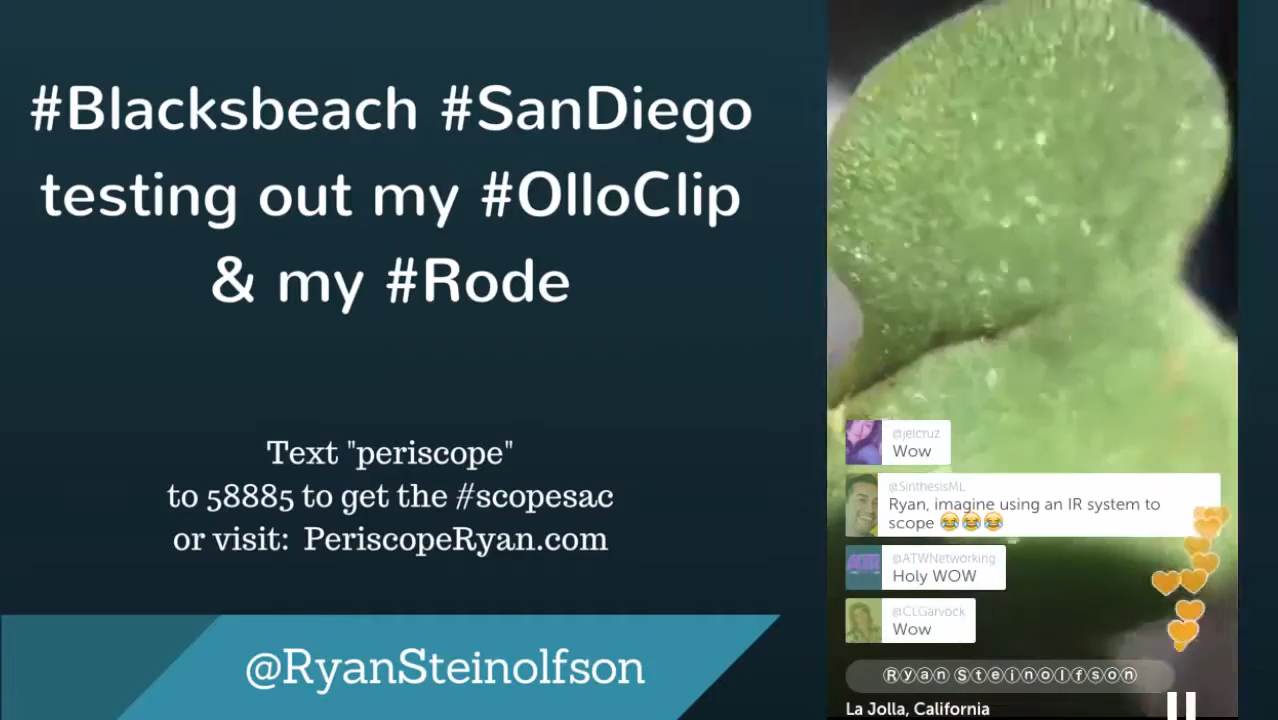 #Blacksbeach #SanDiego
testing out my #OlloClip
& my #Rode
Text "periscope"
to 58885 to get the #scopesac
or visit: PeriscopeRyan.com
@RyanSteinolfson
@jelcruz
Wow
@SinthesisML
Ryan, imagine using an IR system to
scope 😂😂😂
@ATWNetworking
Holy WOW
@CLGarvock
Wow
Ⓡⓨⓐⓝ Ⓢⓣⓔⓘⓝⓞⓛⓕⓢⓞⓝ
La Jolla, California